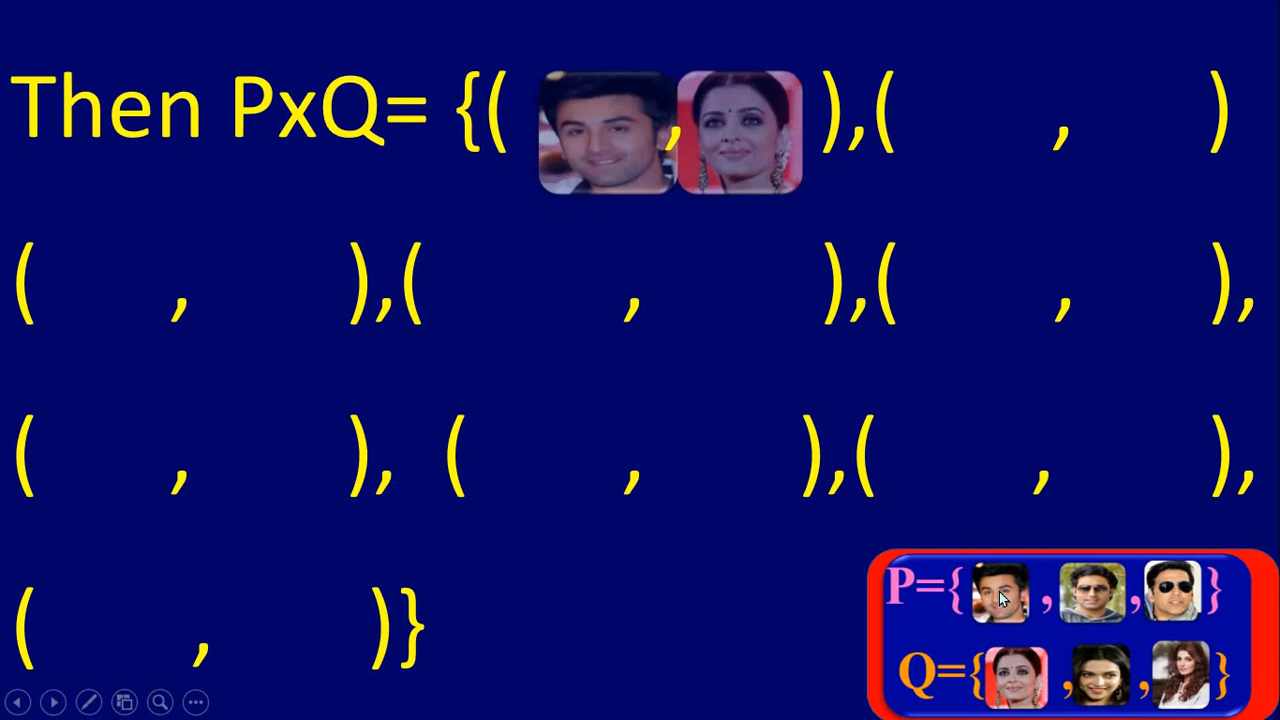 Then PxQ= {( , ),( , )
( , ),( , ),( , ),
( , ), ( , ),( , ),
( , )}
P={ , , }
Q={ , , }